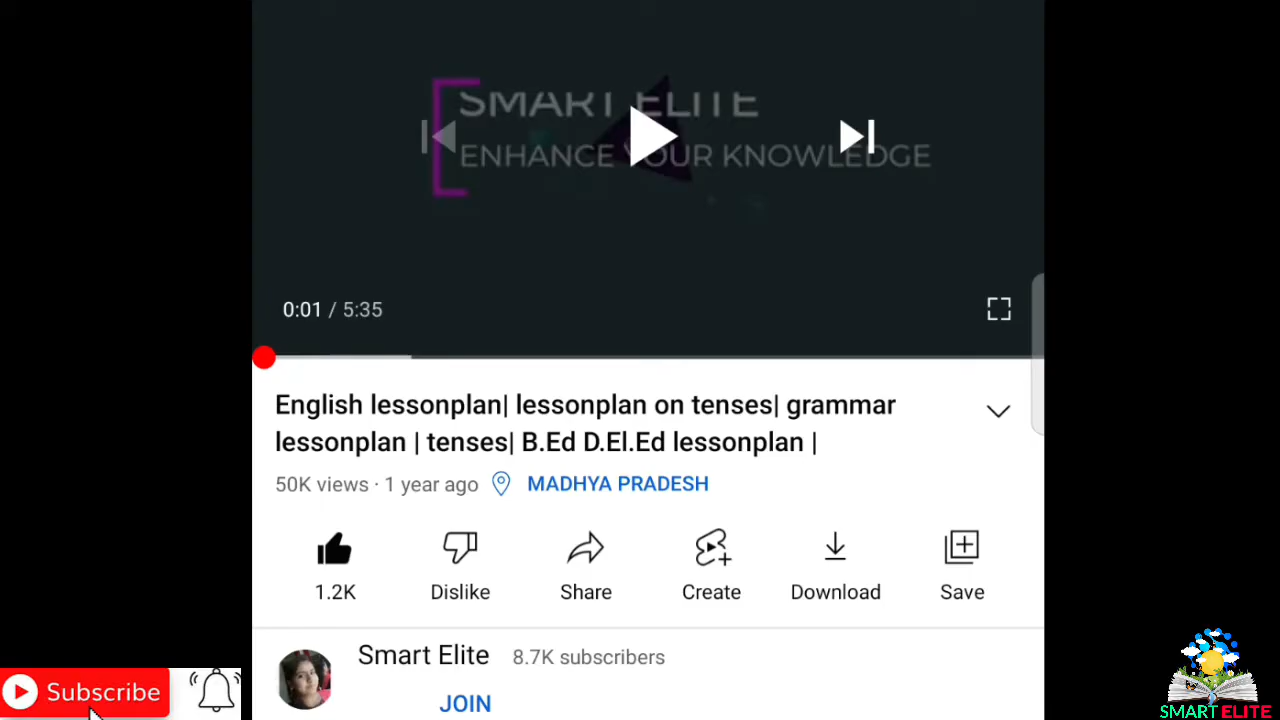 SMART ELITE
ENHANCE YOUR KNOWLEDGE
0:01 / 5:35
English lessonplan| lessonplan on tenses| grammar
lessonplan | tenses| B.Ed D.El.Ed lessonplan |
50K views · 1 year ago MADHYA PRADESH
1.2K Dislike Share Create Download Save
Smart Elite 8.7K subscribers
JOIN
Subscribe
SMART ELITE